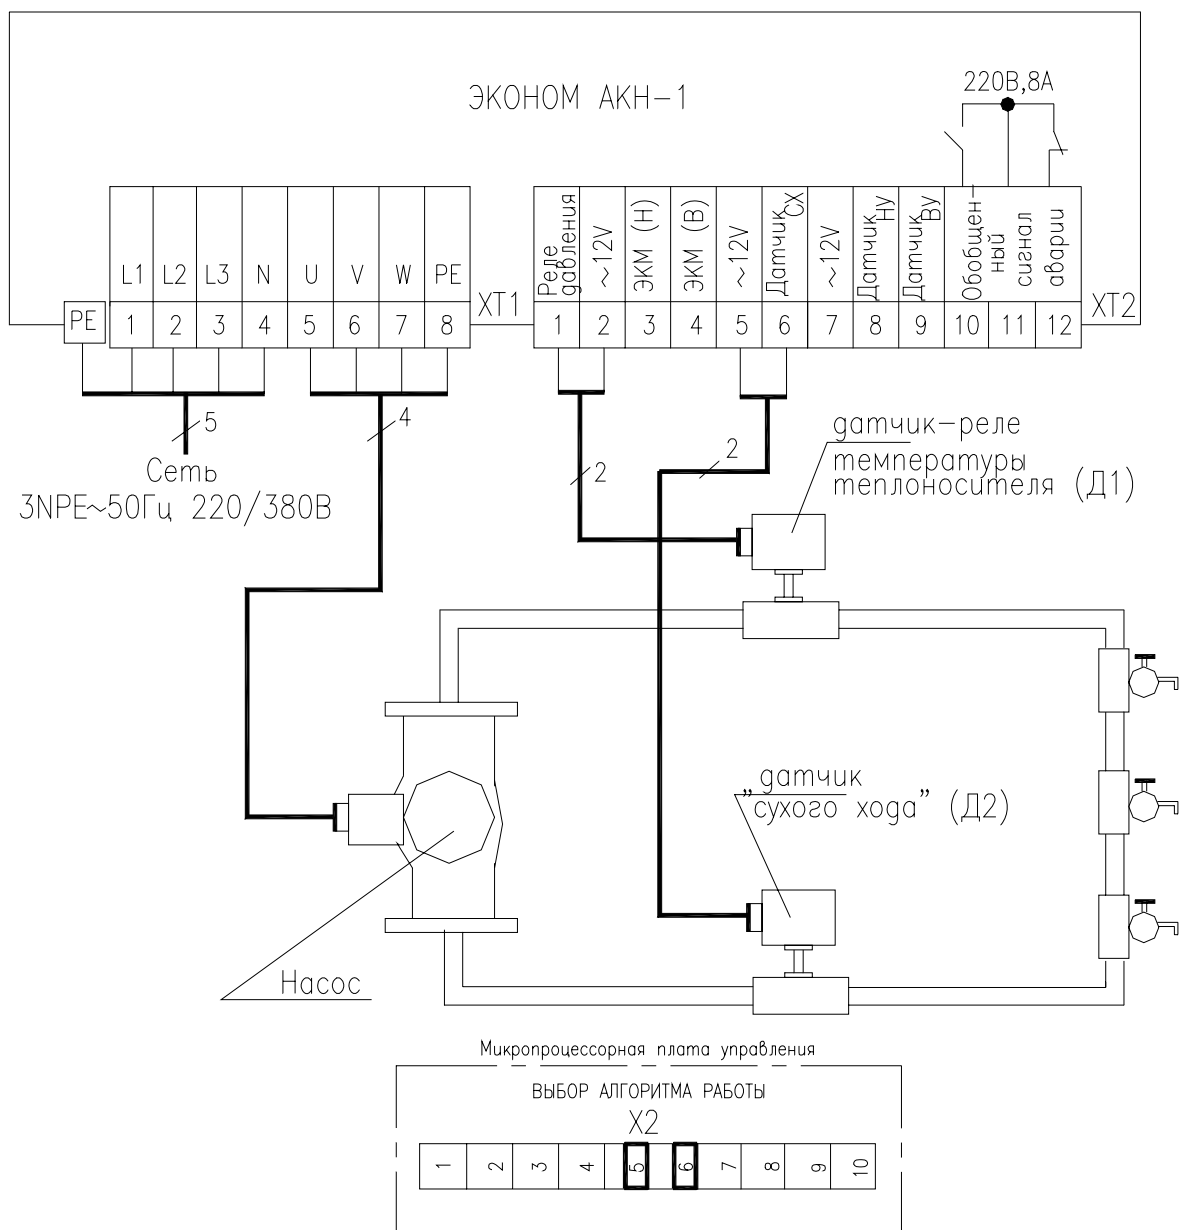 ЭКОНОМ АКН-1
220В,8А
L1 L2 L3 N U V W PE
Реле давления
~12V
ЭКМ (Н)
ЭКМ (В)
~12V
Датчик СХ
~12V
Датчик Ну
Датчик Ву
Обобщен-
ный
сигнал
аварии
PE 1 2 3 4 5 6 7 8 XT1
1 2 3 4 5 6 7 8 9 10 11 12 XT2
5
4
2
2
Сеть
3NPE~50Гц 220/380В
датчик-реле
температуры
теплоносителя (Д1)
датчик
"сухого хода" (Д2)
Насос
Микропроцессорная плата управления
ВЫБОР АЛГОРИТМА РАБОТЫ
X2
1 2 3 4 5 6 7 8 9 10